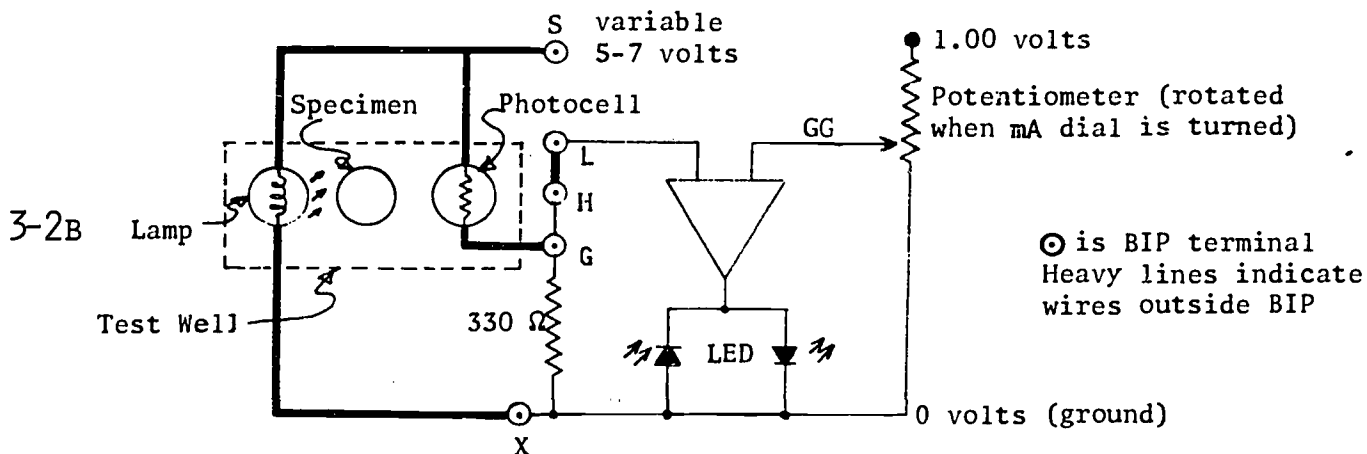 S variable
5-7 volts
1.00 volts
Specimen
Photocell
Potentiometer (rotated
when mA dial is turned)
GG
L
H
3-2B
Lamp
G
⊙ is BIP terminal
Heavy lines indicate
wires outside BIP
Test Well
330 Ω
LED
0 volts (ground)
X